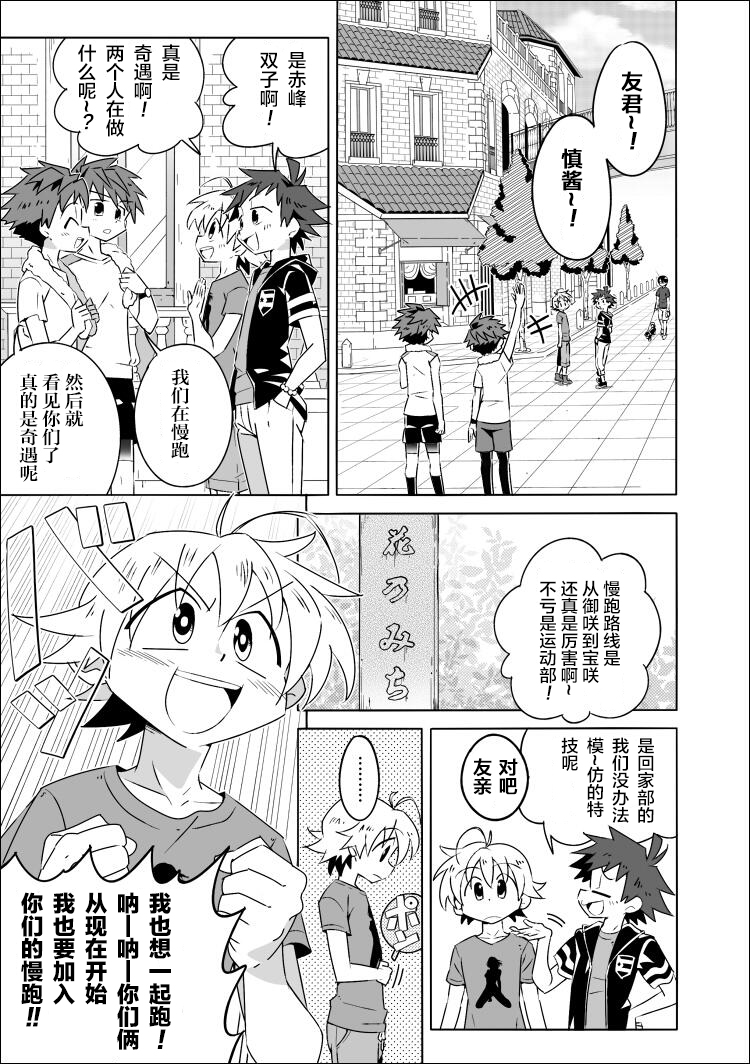 友君~！
慎酱~！
是赤峰
双子啊！
真是
奇遇啊！
两个人在做
什么呢~？
我们在慢跑
然后就
看见你们了
真的是奇遇呢
慢跑路线是
从御咲到宝咲
还真是厉害啊~
不亏是运动部！
花乃みち
是回家部的
我们没办法
模~仿的特
技呢
对吧
友亲
………
我也想一起跑！
呐ー呐ー你们俩
从现在开始
我也要加入
你们的慢跑!!